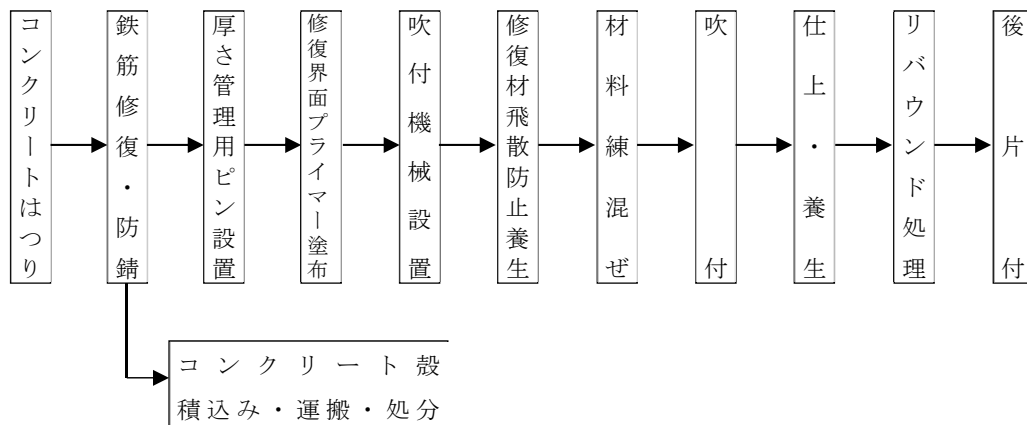 コンクリートはつり
鉄筋修復・防錆
厚さ管理用ピン設置
修復界面プライマー塗布
吹付機械設置
修復材飛散防止養生
材料練混ぜ
吹付
仕上・養生
リバウンド処理
後片付
コンクリート殻
積込み・運搬・処分